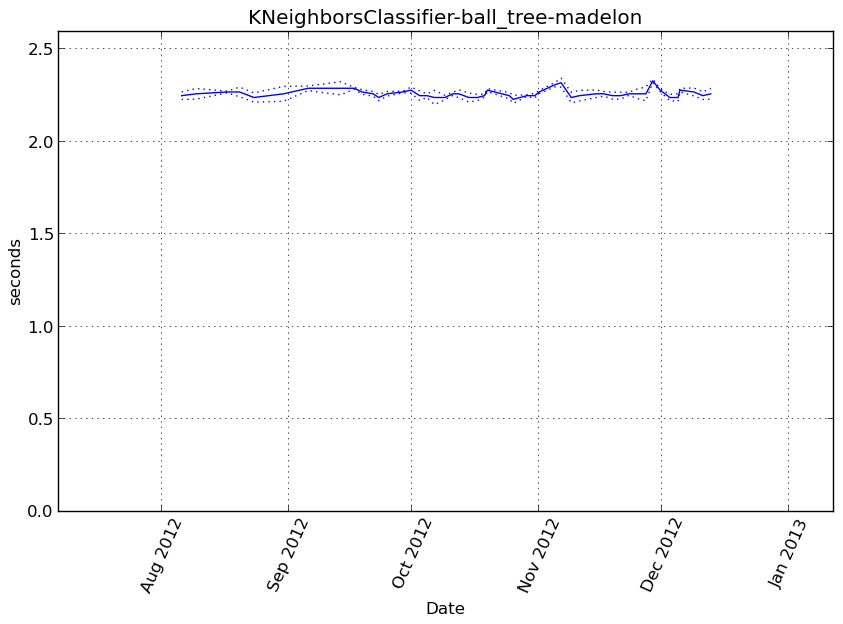 KNeighborsClassifier-ball_tree-madelon
2.5
2.0
1.5
1.0
0.5
0.0
seconds
Aug 2012
Sep 2012
Oct 2012
Nov 2012
Dec 2012
Jan 2013
Date